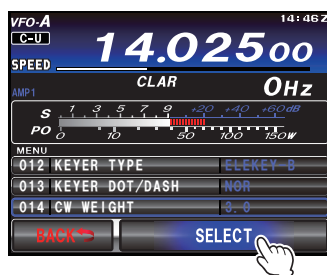 VFO-A 14:46Z
C-U 14.02500
SPEED
CLAR 0Hz
AMP1
S 1 3 5 7 9 +20 +40 +60dB
PO 0 10 50 100 150W
MENU
012 KEYER TYPE ELEKEY B
013 KEYER DOT/DASH NOR
014 CW WEIGHT 3.0
BACK SELECT